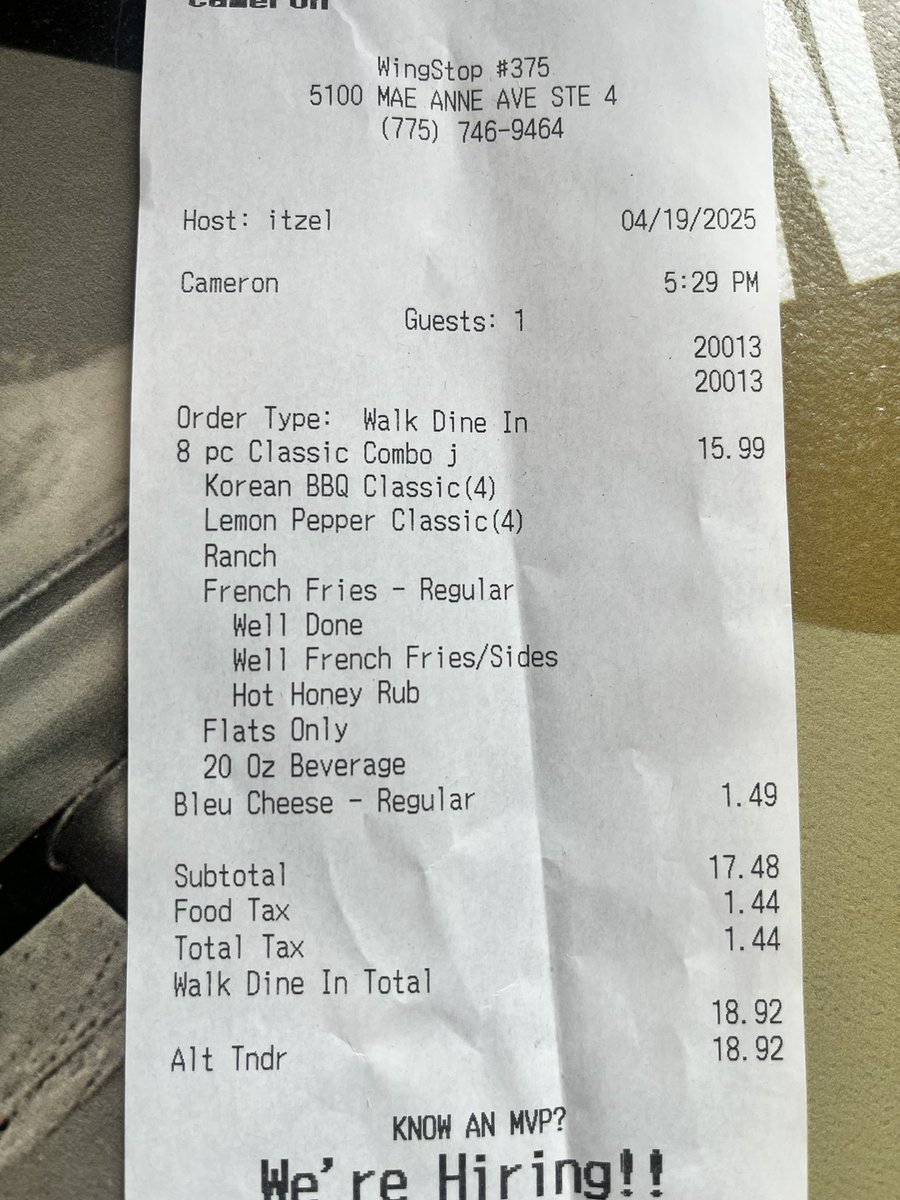 Cameron
WingStop #375
5100 MAE ANNE AVE STE 4
(775) 746-9464
Host: itzel 04/19/2025
Cameron 5:29 PM
Guests: 1
20013
20013
Order Type: Walk Dine In
8 pc Classic Combo j 15.99
Korean BBQ Classic(4)
Lemon Pepper Classic(4)
Ranch
French Fries - Regular
Well Done
Well French Fries/Sides
Hot Honey Rub
Flats Only
20 Oz Beverage
Bleu Cheese - Regular 1.49
Subtotal 17.48
Food Tax 1.44
Total Tax 1.44
Walk Dine In Total
18.92
Alt Tndr 18.92
KNOW AN MVP?
We're Hiring!!